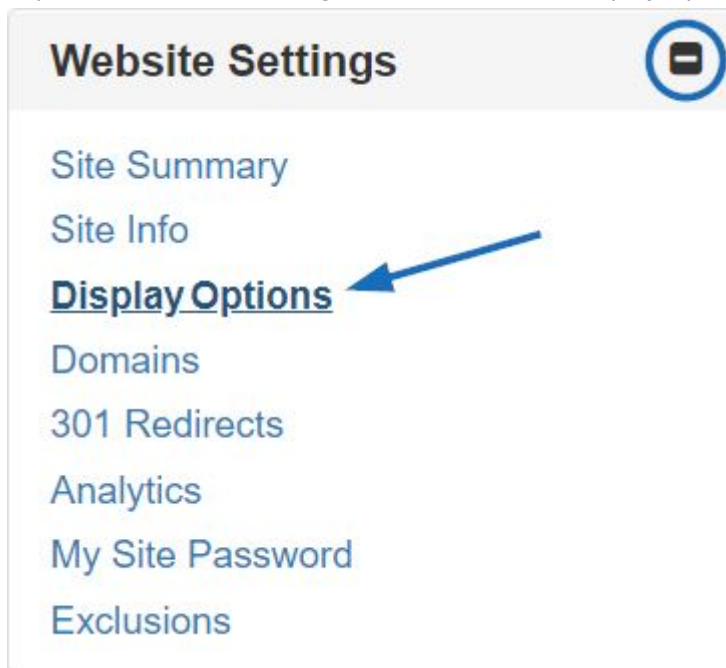 Website Settings
Site Summary
Site Info
Display Options
Domains
301 Redirects
Analytics
My Site Password
Exclusions